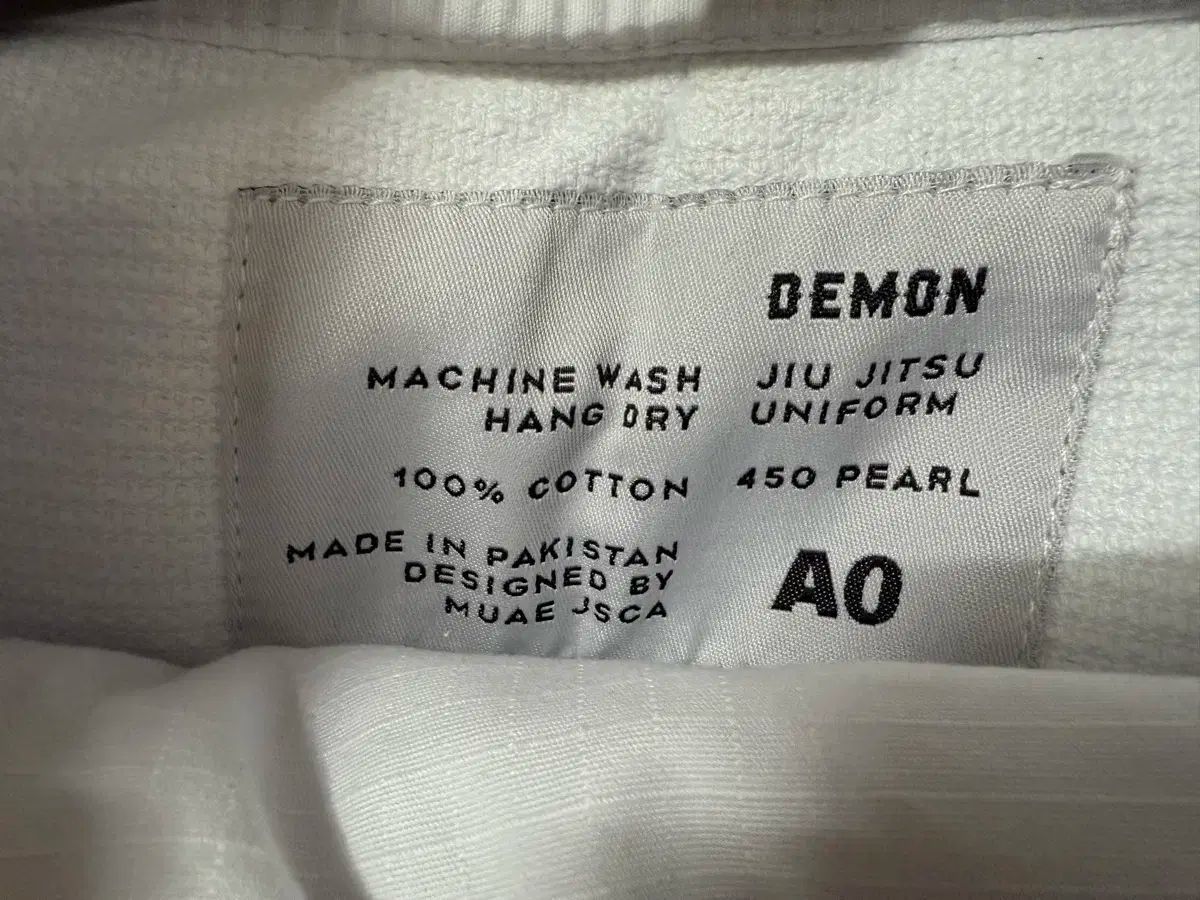 DEMON
MACHINE WASH
HANG DRY
100% COTTON
MADE IN PAKISTAN
DESIGNED BY
MUAE JSCA
JIU JITSU
UNIFORM
450 PEARL
A0